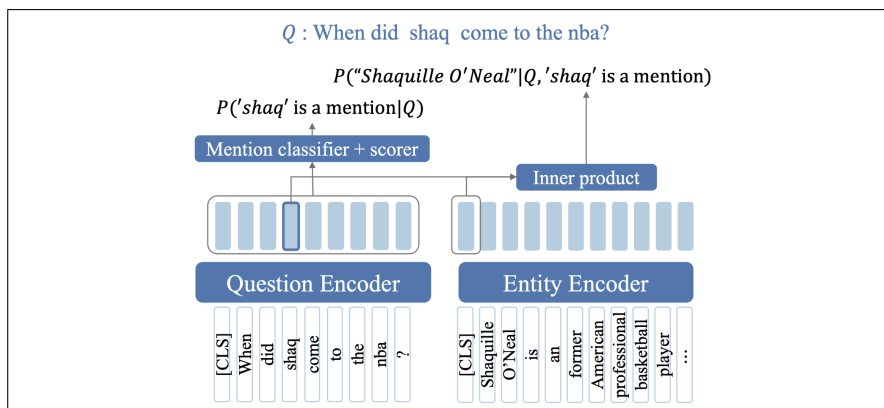 Q : When did shaq come to the nba?
P("Shaquille O'Neal"|Q, 'shaq' is a mention)
P('shaq' is a mention|Q)
Mention classifier + scorer
Inner product
Question Encoder
Entity Encoder
[CLS]
When
did
shaq
come
to
the
nba
?
[CLS]
Shaquille
O'Neal
is
an
former
American
professional
basketball
player
...